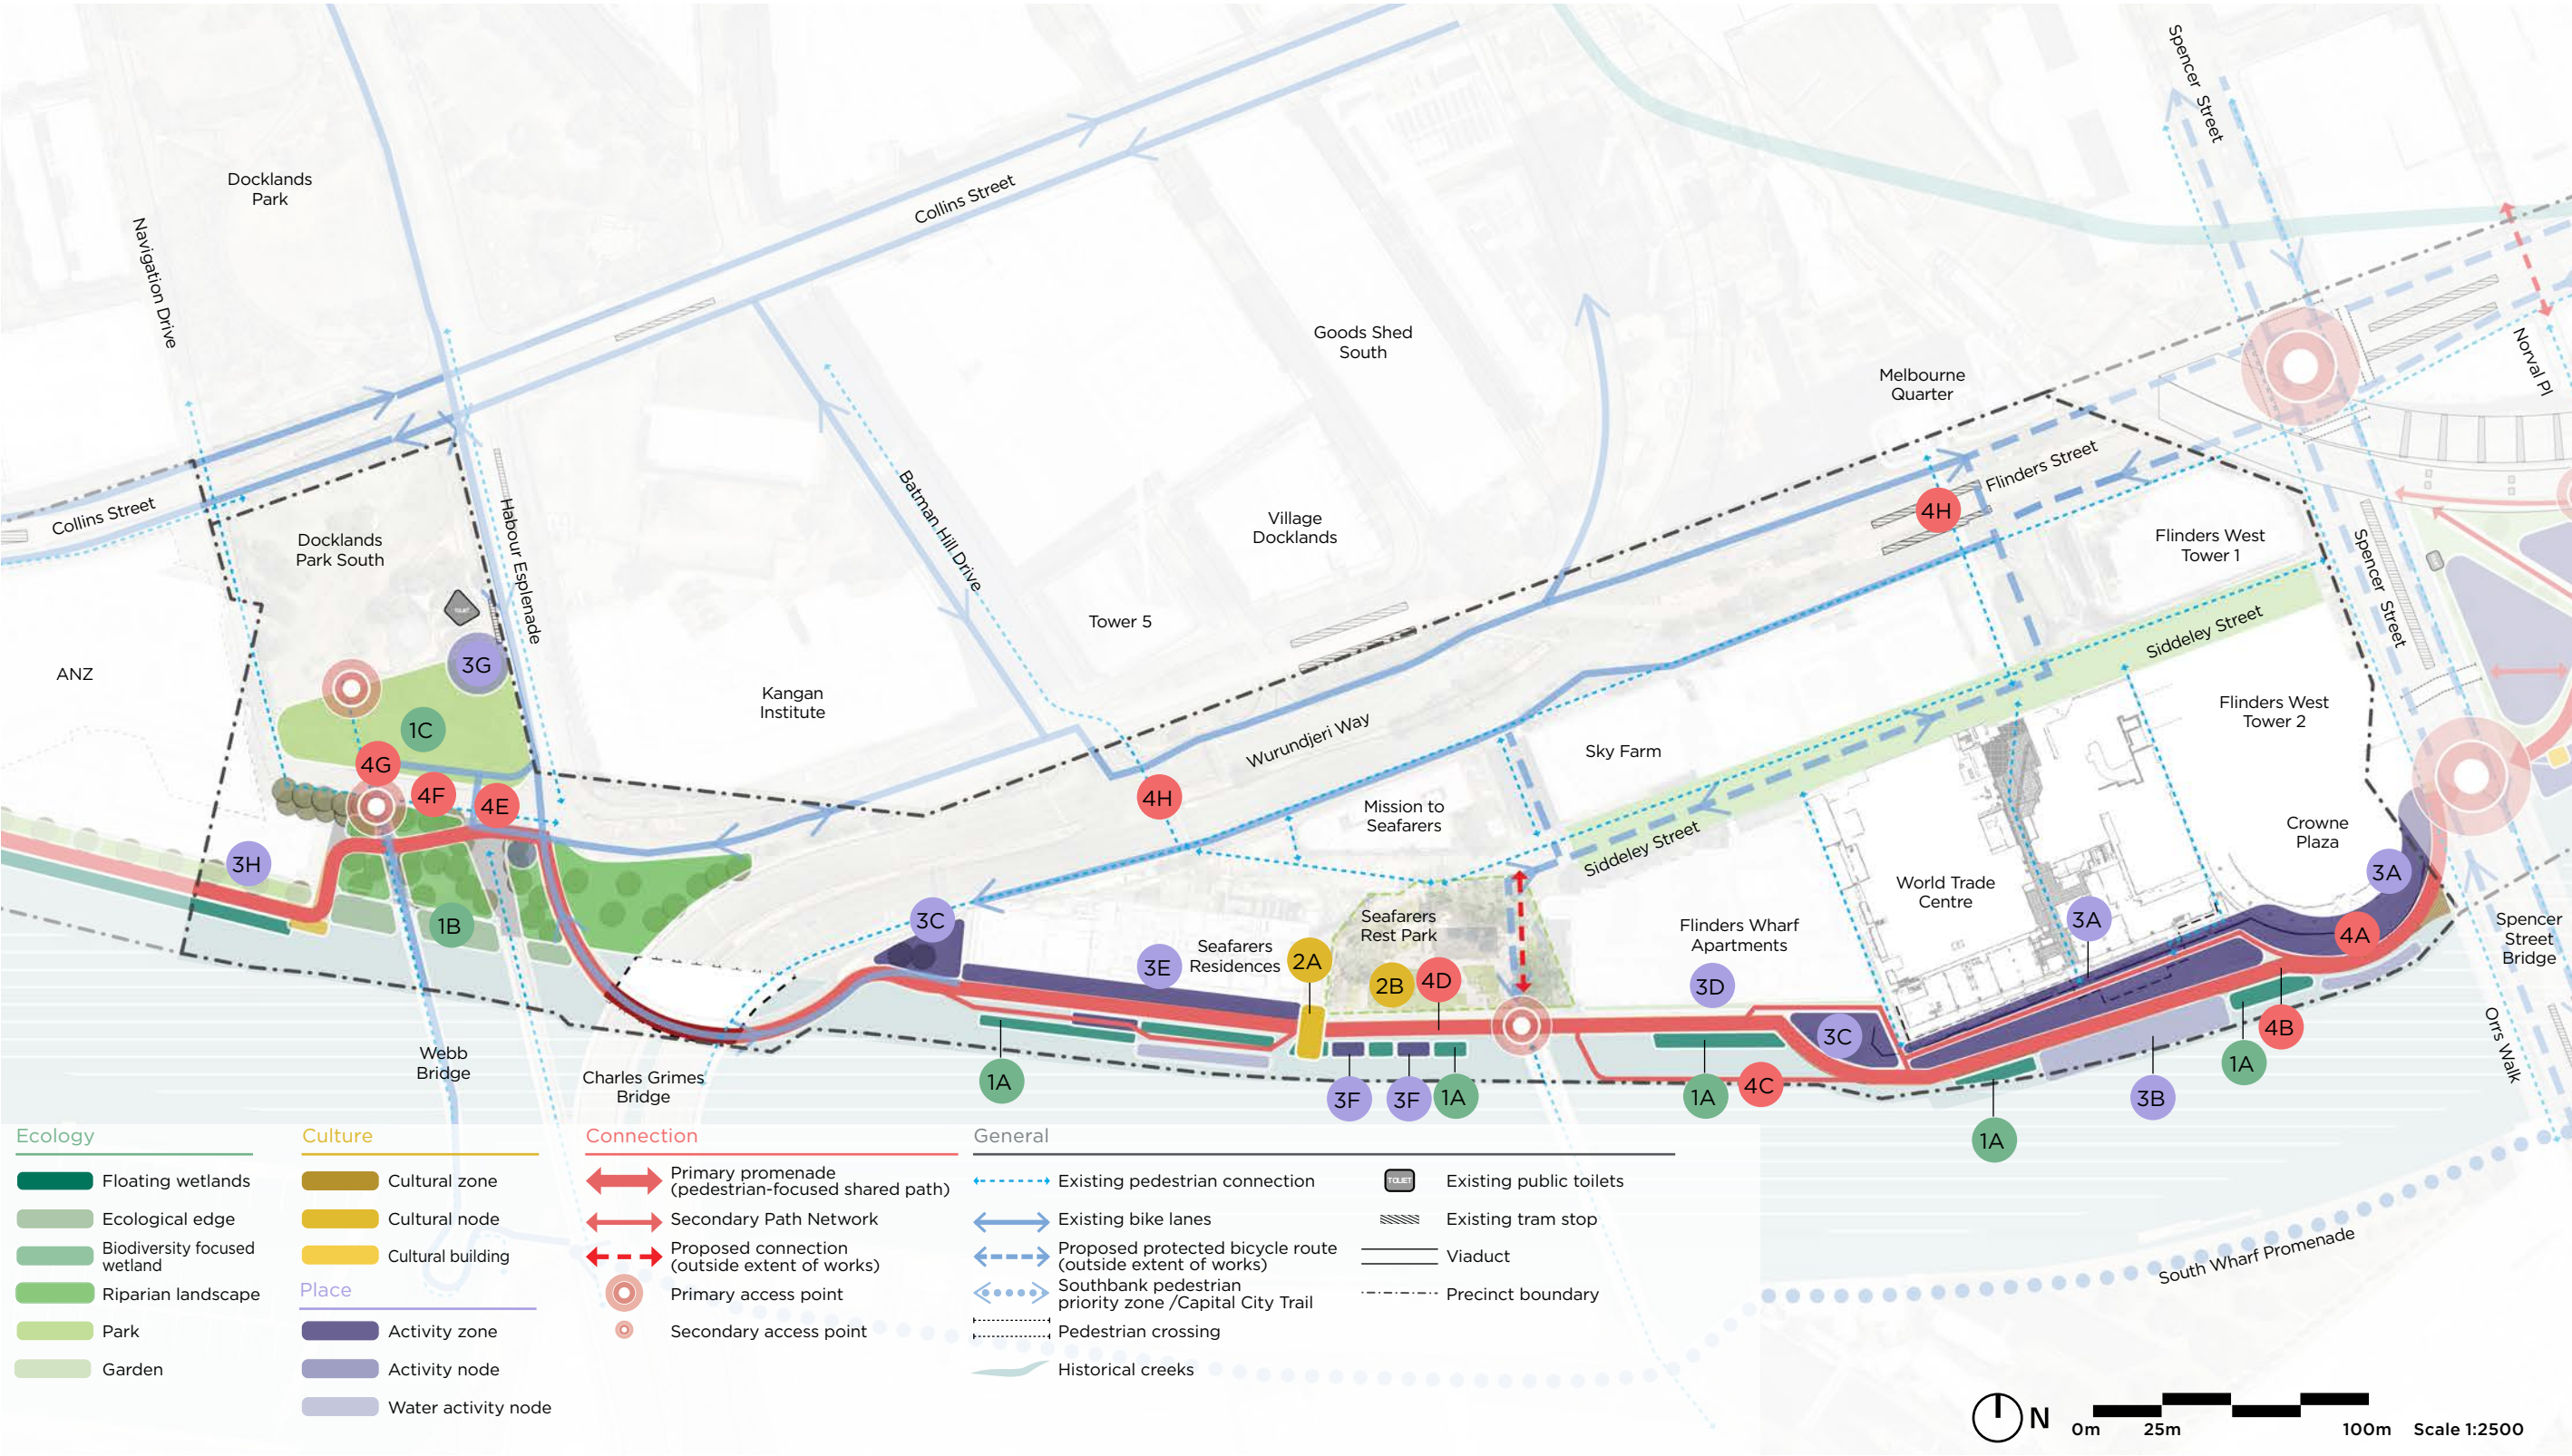 Spencer Street
Docklands
Park
Navigation Drive
Collins Street
Goods Shed
South
Melbourne
Quarter
Norval Pl
Flinders Street
Collins Street
Habour Esplenade
Docklands
Park South
Batman Hill Drive
Village
Docklands
4H
Flinders West
Tower 1
Spencer Street
TOILET
Tower 5
Siddeley Street
3G
ANZ
Kangan
Institute
Wurundjeri Way
Sky Farm
Flinders West
Tower 2
1C
4G
4F
4E
4H
Mission to
Seafarers
Siddeley Street
Crowne
Plaza
3H
3A
World Trade
Centre
3C
1B
3E
Seafarers
Residences
2A
Seafarers
Rest Park
2B
4D
Flinders Wharf
Apartments
3D
3A
4A
Spencer
Street
Bridge
3C
4B
Orrs Walk
Webb
Bridge
Charles Grimes
Bridge
1A
3F
3F
1A
1A
4C
1A
3B
1A
Ecology
Floating wetlands
Ecological edge
Biodiversity focused
wetland
Riparian landscape
Park
Garden
Culture
Cultural zone
Cultural node
Cultural building
Place
Activity zone
Activity node
Water activity node
Connection
Primary promenade
(pedestrian-focused shared path)
Secondary Path Network
Proposed connection
(outside extent of works)
Primary access point
Secondary access point
General
Existing pedestrian connection
Existing bike lanes
Proposed protected bicycle route
(outside extent of works)
Southbank pedestrian
priority zone /Capital City Trail
Pedestrian crossing
Historical creeks
TOLIET
Existing public toilets
Existing tram stop
Viaduct
Precinct boundary
South Wharf Promenade
N
0m 25m 100m Scale 1:2500